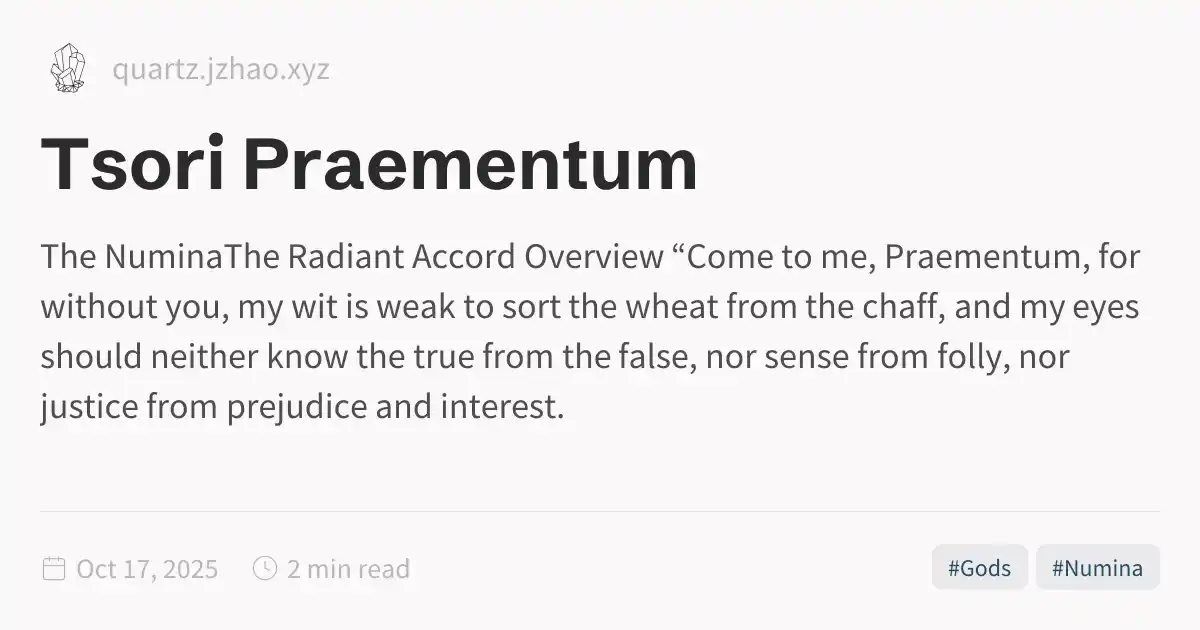 quartz.jzhao.xyz
Tsori Praementum
The NuminaThe Radiant Accord Overview “Come to me, Praementum, for
without you, my wit is weak to sort the wheat from the chaff, and my eyes
should neither know the true from the false, nor sense from folly, nor
justice from prejudice and interest.
Oct 17, 2025 2 min read #Gods #Numina